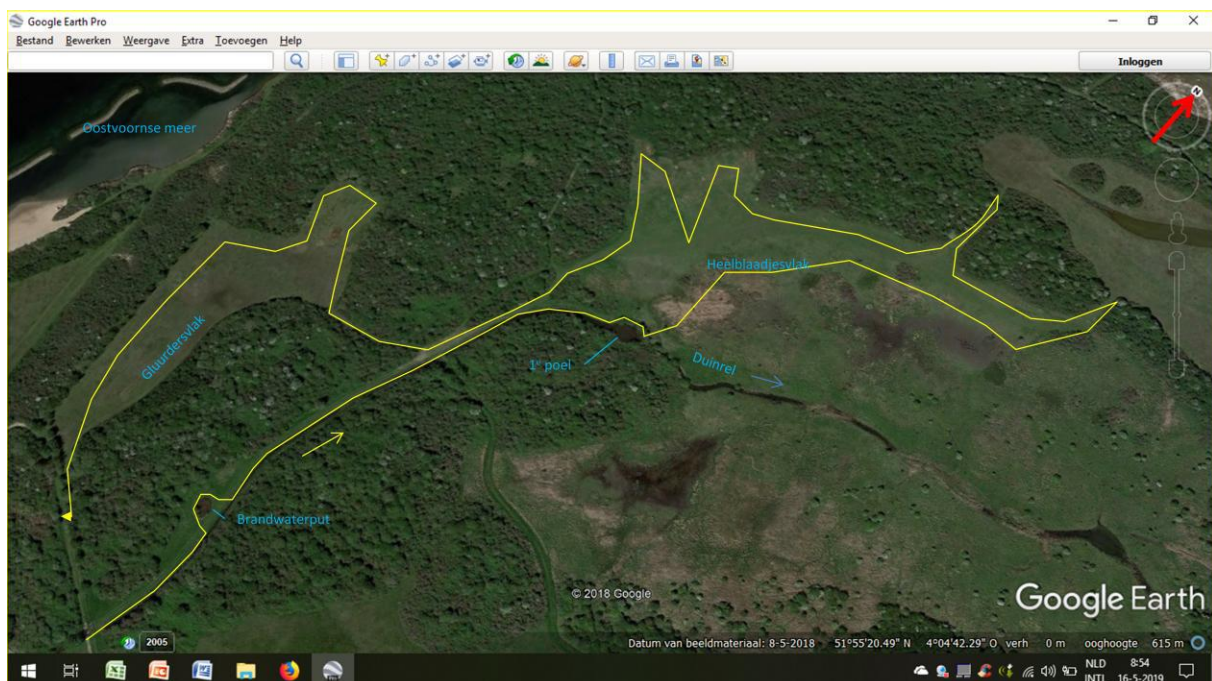 Google Earth Pro
Bestand Bewerken Weergave Extra Toevoegen Help
Inloggen
N
Oostvoornse meer
Heelblaadjesvlak
Gluurdersvlak
1e poel
Duinrel
Brandwaterput
© 2018 Google
Google Earth
2005
Datum van beeldmateriaal: 8-5-2018 51°55'20.49" N 4°04'42.29" O verh 0 m ooghoogte 615 m
NLD 8:54
INTL 16-5-2019